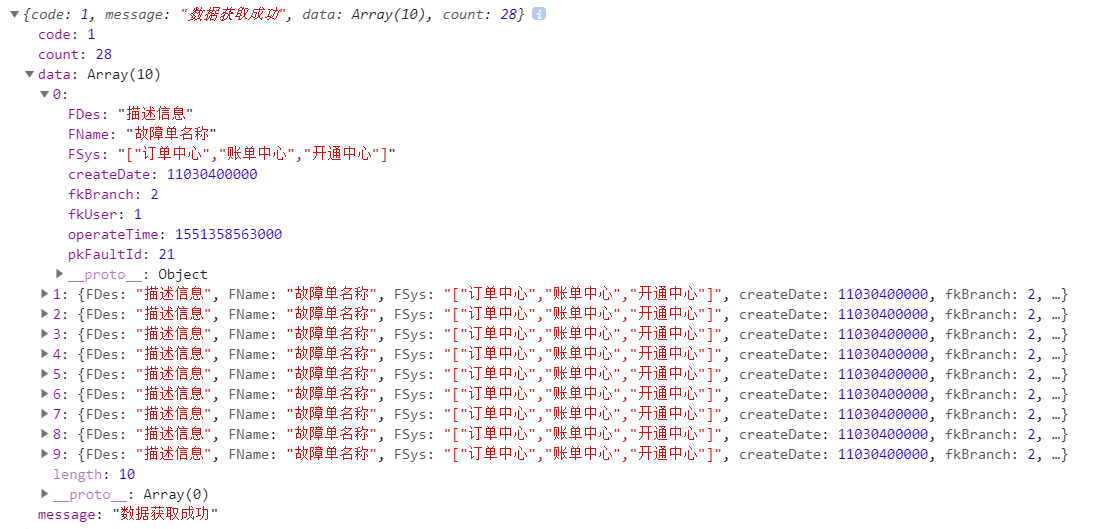 {code: 1, message: "数据获取成功", data: Array(10), count: 28} i
code: 1
count: 28
data: Array(10)
0:
FDes: "描述信息"
FName: "故障单名称"
FSys: "["订单中心","账单中心","开通中心"]"
createDate: 11030400000
fkBranch: 2
fkUser: 1
operateTime: 1551358563000
pkFaultId: 21
__proto__: Object
1: {FDes: "描述信息", FName: "故障单名称", FSys: "["订单中心","账单中心","开通中心"]", createDate: 11030400000, fkBranch: 2, …}
2: {FDes: "描述信息", FName: "故障单名称", FSys: "["订单中心","账单中心","开通中心"]", createDate: 11030400000, fkBranch: 2, …}
3: {FDes: "描述信息", FName: "故障单名称", FSys: "["订单中心","账单中心","开通中心"]", createDate: 11030400000, fkBranch: 2, …}
4: {FDes: "描述信息", FName: "故障单名称", FSys: "["订单中心","账单中心","开通中心"]", createDate: 11030400000, fkBranch: 2, …}
5: {FDes: "描述信息", FName: "故障单名称", FSys: "["订单中心","账单中心","开通中心"]", createDate: 11030400000, fkBranch: 2, …}
6: {FDes: "描述信息", FName: "故障单名称", FSys: "["订单中心","账单中心","开通中心"]", createDate: 11030400000, fkBranch: 2, …}
7: {FDes: "描述信息", FName: "故障单名称", FSys: "["订单中心","账单中心","开通中心"]", createDate: 11030400000, fkBranch: 2, …}
8: {FDes: "描述信息", FName: "故障单名称", FSys: "["订单中心","账单中心","开通中心"]", createDate: 11030400000, fkBranch: 2, …}
9: {FDes: "描述信息", FName: "故障单名称", FSys: "["订单中心","账单中心","开通中心"]", createDate: 11030400000, fkBranch: 2, …}
length: 10
__proto__: Array(0)
message: "数据获取成功"